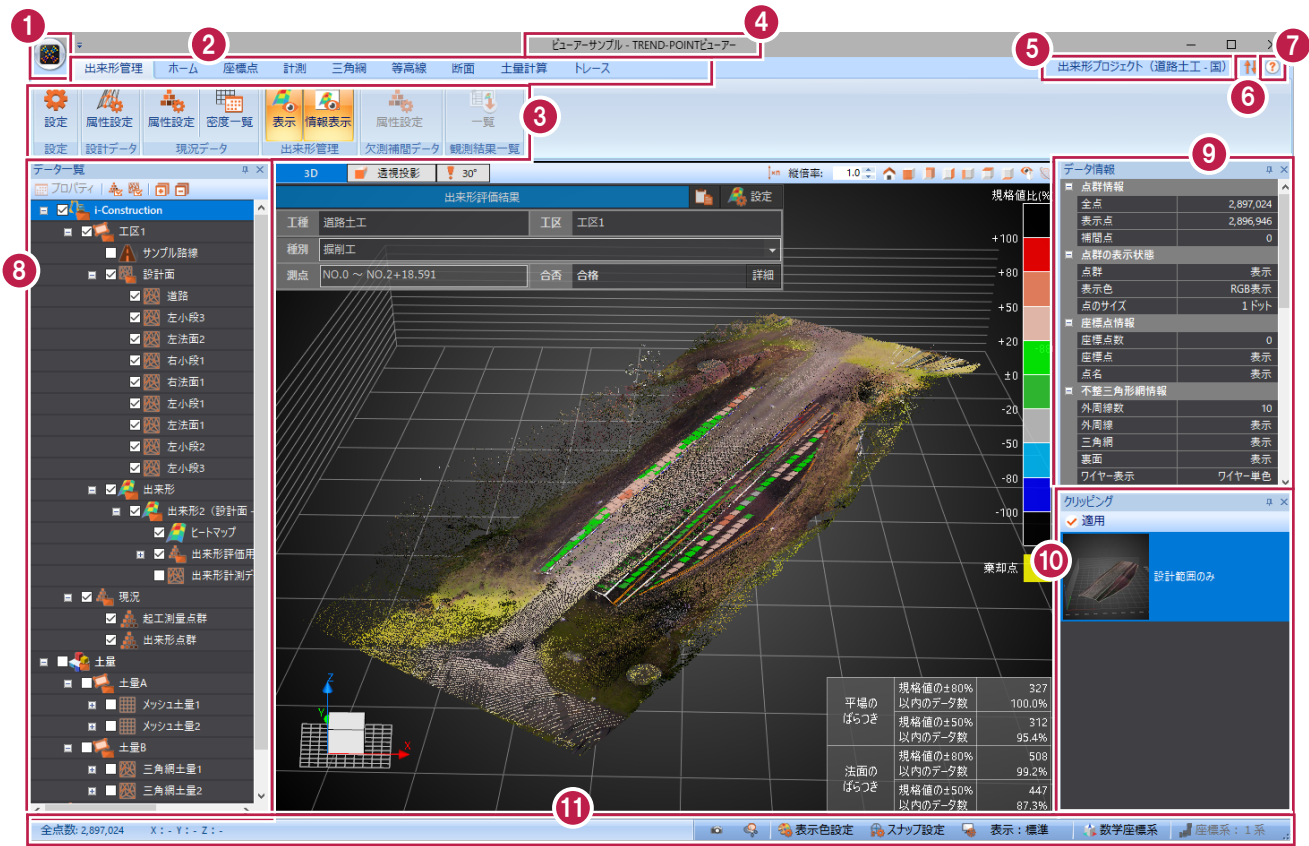 1
2
3
4
5
6
7
8
9
10
11
ビューアーサンプル - TREND-POINTビューアー
出来形管理 ホーム 座標点 計測 三角網 等高線 断面 土量計算 トレース
出来形プロジェクト（道路土工 - 国）
設定 属性設定 属性設定 密度一覧 表示 情報表示 属性設定 一覧
設定 設計データ 現況データ 出来形管理 欠測補間データ 観測結果一覧
データ一覧
プロパティ
i-Construction
工区1
サンプル路線
設計面
道路
左小段3
左法面2
右小段1
右法面1
左小段1
左法面1
左小段2
左小段3
出来形
出来形2（設計面 -
ヒートマップ
出来形評価用
出来形計測デ
現況
起工測量点群
出来形点群
土量
土量A
メッシュ土量1
メッシュ土量2
土量B
三角網土量1
三角網土量2
3D 透視投影 30° 縦倍率: 1.0
出来形評価結果 設定
工種 道路土工 工区 工区1
種別 掘削工
測点 NO.0 ～ NO.2+18.591 合否 合格 詳細
規格値比(%
+100
+80
+50
+20
±0
-20
-50
-80
-100
棄却点
Z
Y
X
平場のばらつき
規格値の±80%以内のデータ数 327 100.0%
規格値の±50%以内のデータ数 312 95.4%
法面のばらつき
規格値の±80%以内のデータ数 508 99.2%
規格値の±50%以内のデータ数 447 87.3%
データ情報
点群情報
全点 2,897,024
表示点 2,896,946
補間点 0
点群の表示状態
点群 表示
表示色 RGB表示
点のサイズ 1 ドット
座標点情報
座標点数 0
座標点 表示
点名 表示
不整三角形網情報
外周線数 10
外周線 表示
三角網 表示
裏面 表示
ワイヤー表示 ワイヤー単色
クリッピング
適用
設計範囲のみ
全点数: 2,897,024 X : - Y : - Z : -
表示色設定 スナップ設定 表示：標準 数学座標系 座標系： 1 系